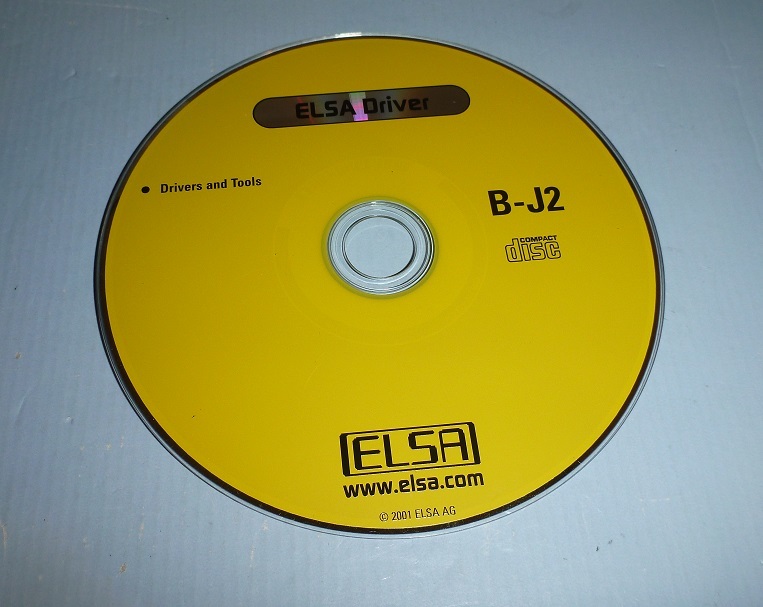 ELSA Driver
• Drivers and Tools
B-J2
COMPACT
disc
ELSA
www.elsa.com
© 2001 ELSA AG